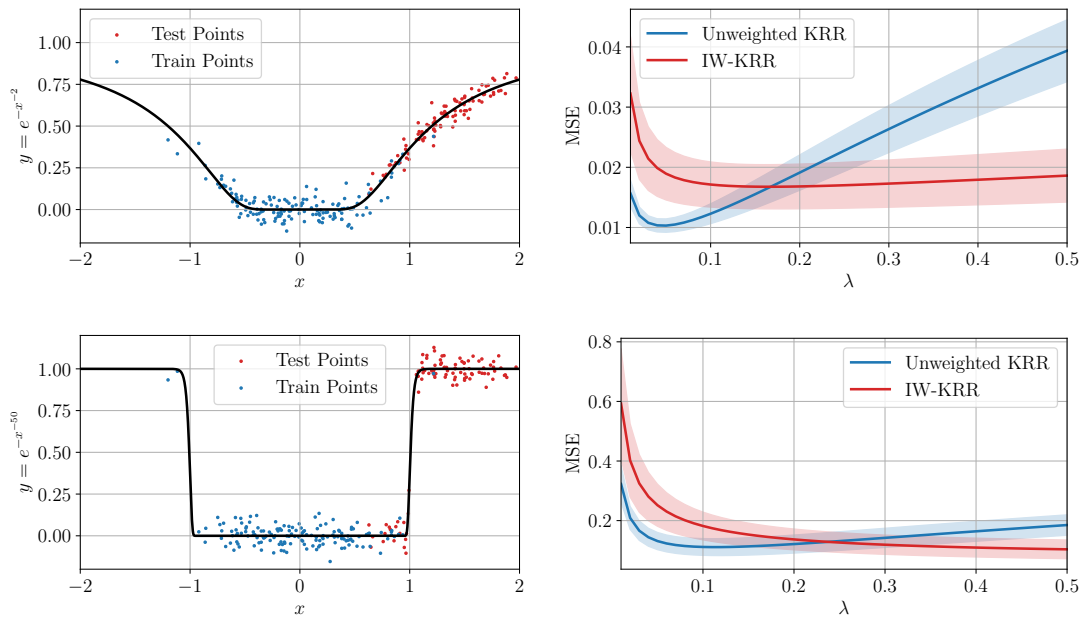 Test Points
Train Points
1.00
0.75
0.50
0.25
0.00
y = e^{-x^{-2}}
−2
−1
0
1
2
x
Unweighted KRR
IW-KRR
0.04
0.03
0.02
0.01
MSE
0.1
0.2
0.3
0.4
0.5
λ
Test Points
Train Points
1.00
0.75
0.50
0.25
0.00
y = e^{-x^{-50}}
−2
−1
0
1
2
x
Unweighted KRR
IW-KRR
0.8
0.6
0.4
0.2
MSE
0.1
0.2
0.3
0.4
0.5
λ